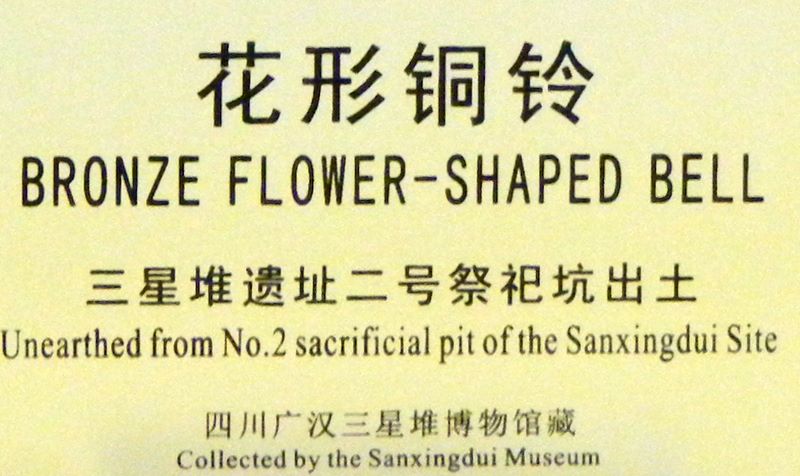 花形铜铃
BRONZE FLOWER-SHAPED BELL
三星堆遗址二号祭祀坑出土
Unearthed from No.2 sacrificial pit of the Sanxingdui Site
四川广汉三星堆博物馆藏
Collected by the Sanxingdui Museum